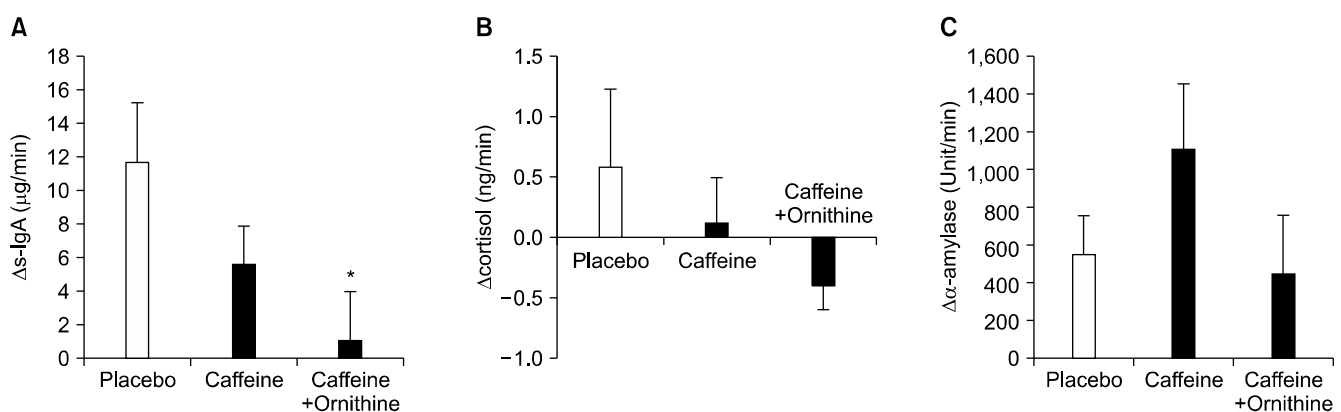 A
Δs-IgA (μg/min)
18
16
14
12
10
8
6
4
2
0
*
Placebo
Caffeine
Caffeine
+Ornithine
B
Δcortisol (ng/min)
1.5
1.0
0.5
0.0
−0.5
−1.0
Placebo
Caffeine
Caffeine
+Ornithine
C
Δα-amylase (Unit/min)
1,600
1,400
1,200
1,000
800
600
400
200
0
Placebo
Caffeine
Caffeine
+Ornithine